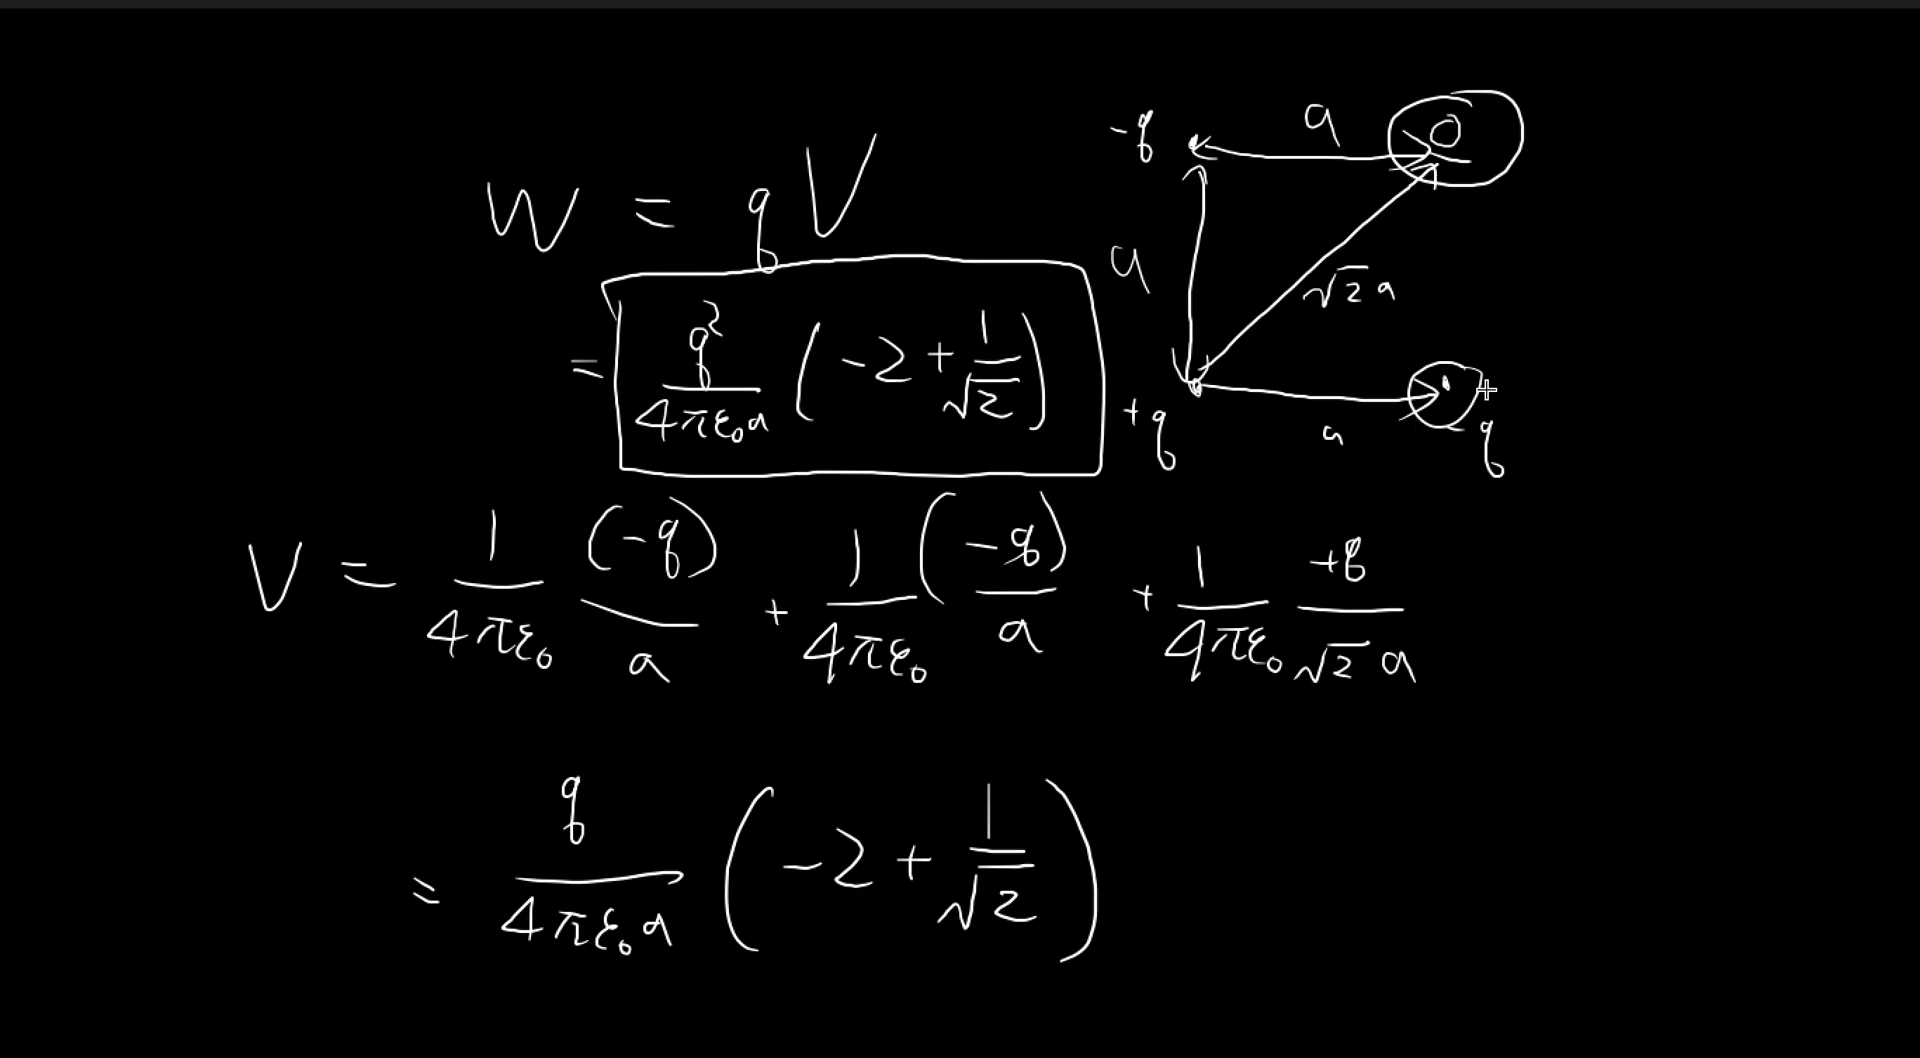 -q a O
W = qV
a √2 a
= q²/4πε₀a (-2 + 1/√2)
+q a q
V = 1/4πε₀ (-q)/a + 1/4πε₀ (-q)/a + 1/4πε₀ +q/√2 a
= q/4πε₀a (-2 + 1/√2)